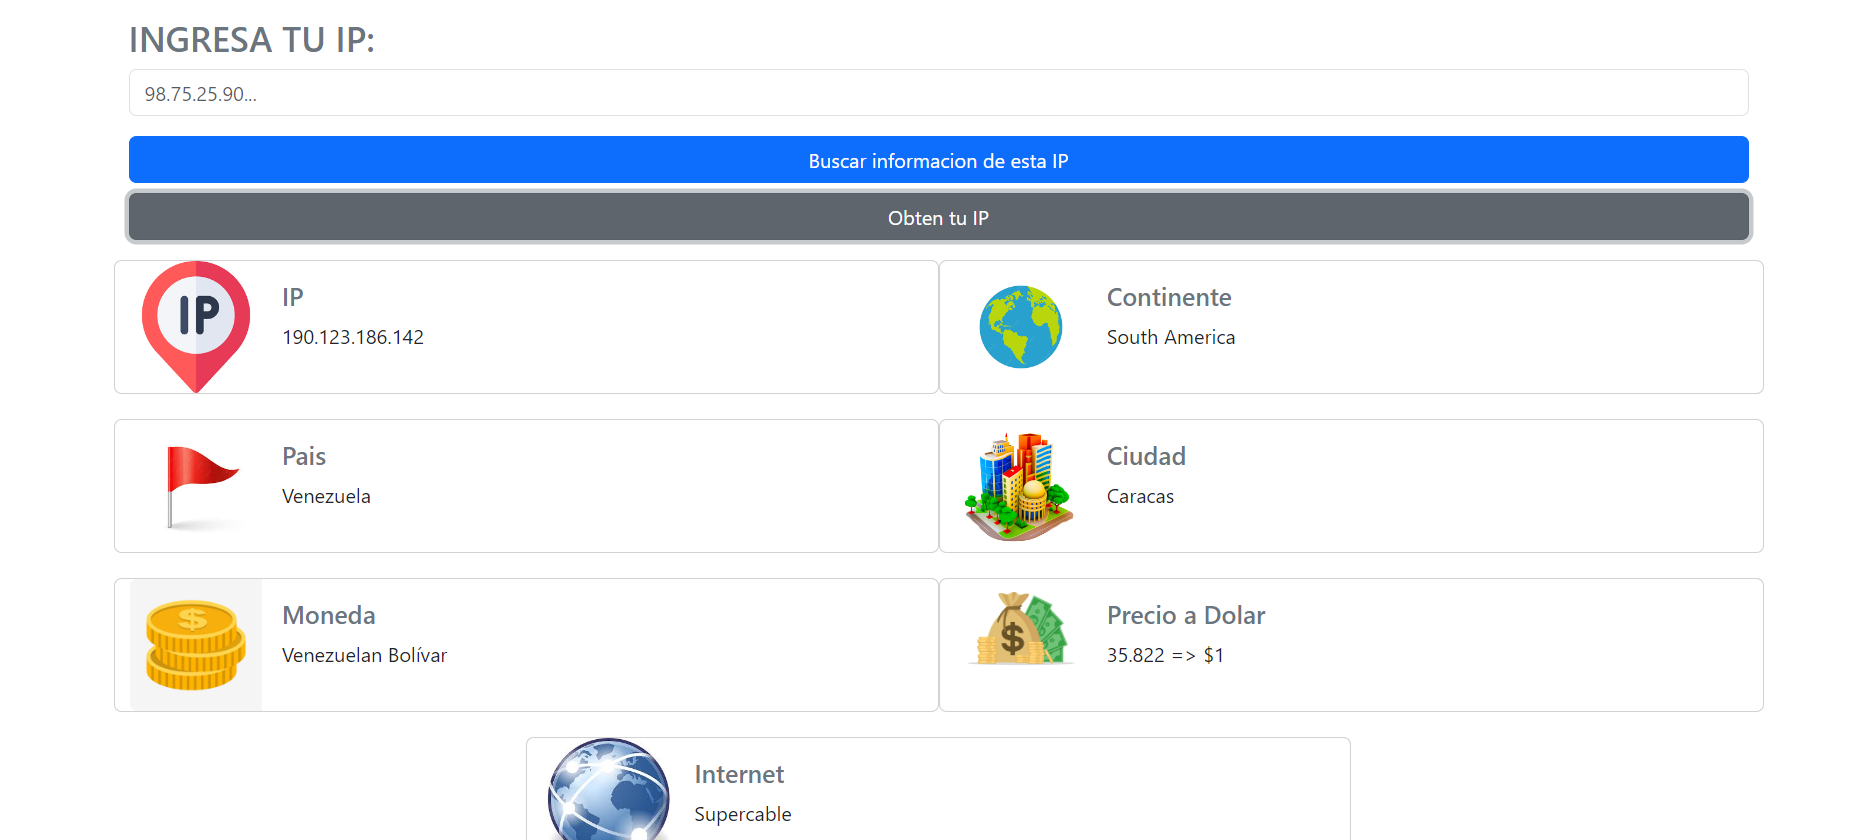 INGRESA TU IP:
98.75.25.90...
Buscar informacion de esta IP
Obten tu IP
IP
IP
190.123.186.142
Continente
South America
Pais
Venezuela
Ciudad
Caracas
$
Moneda
Venezuelan Bolívar
$
Precio a Dolar
35.822 => $1
Internet
Supercable